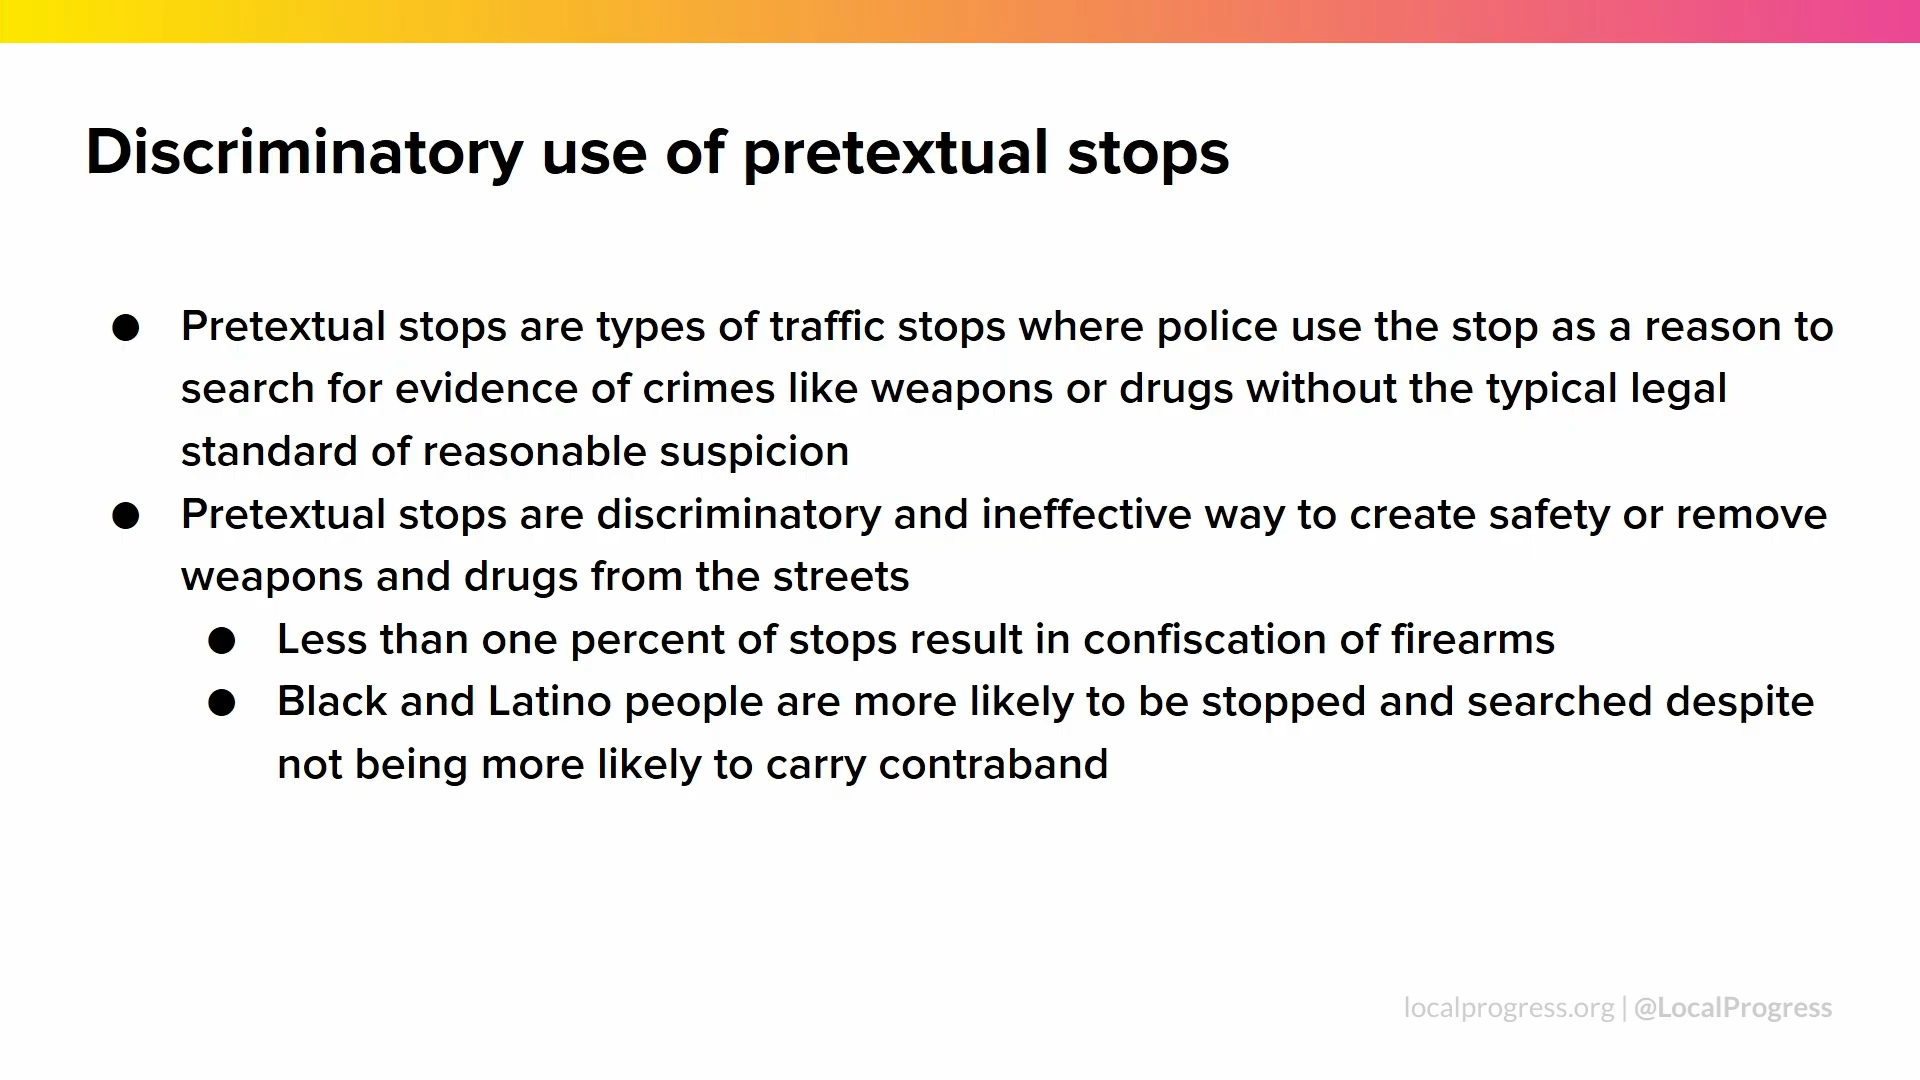 Discriminatory use of pretextual stops
● Pretextual stops are types of traffic stops where police use the stop as a reason to
search for evidence of crimes like weapons or drugs without the typical legal
standard of reasonable suspicion
● Pretextual stops are discriminatory and ineffective way to create safety or remove
weapons and drugs from the streets
● Less than one percent of stops result in confiscation of firearms
● Black and Latino people are more likely to be stopped and searched despite
not being more likely to carry contraband
localprogress.org | @LocalProgress